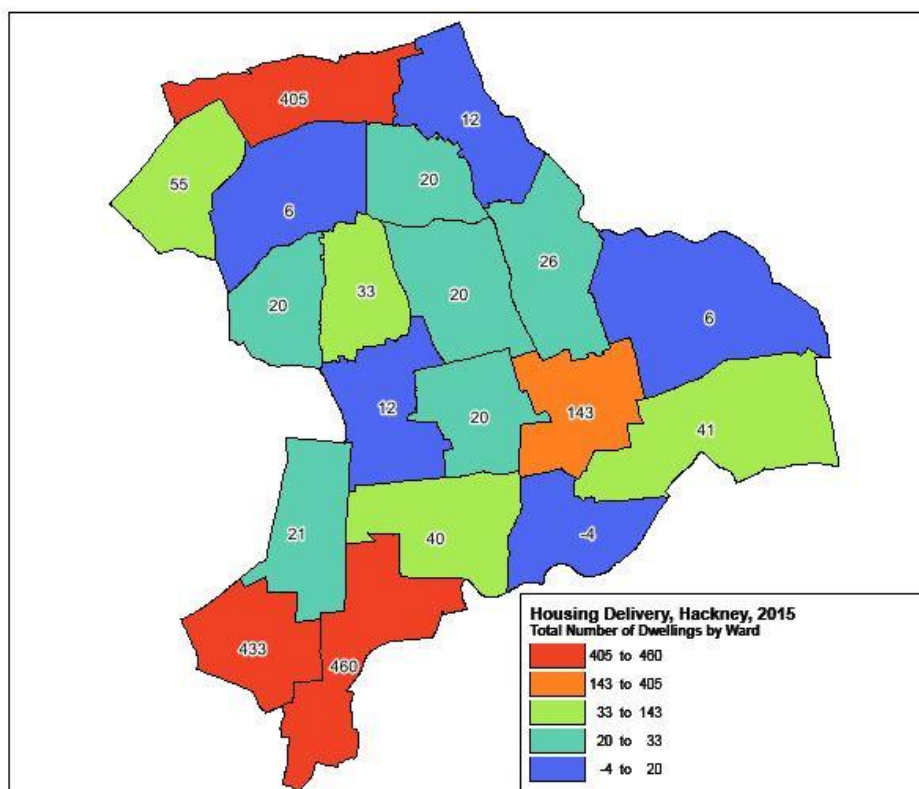 405
12
55
20
6
26
20
33
20
6
12
20
143
41
21
40
-4
433
460
Housing Delivery, Hackney, 2015
Total Number of Dwellings by Ward
405 to 460
143 to 405
33 to 143
20 to 33
-4 to 20